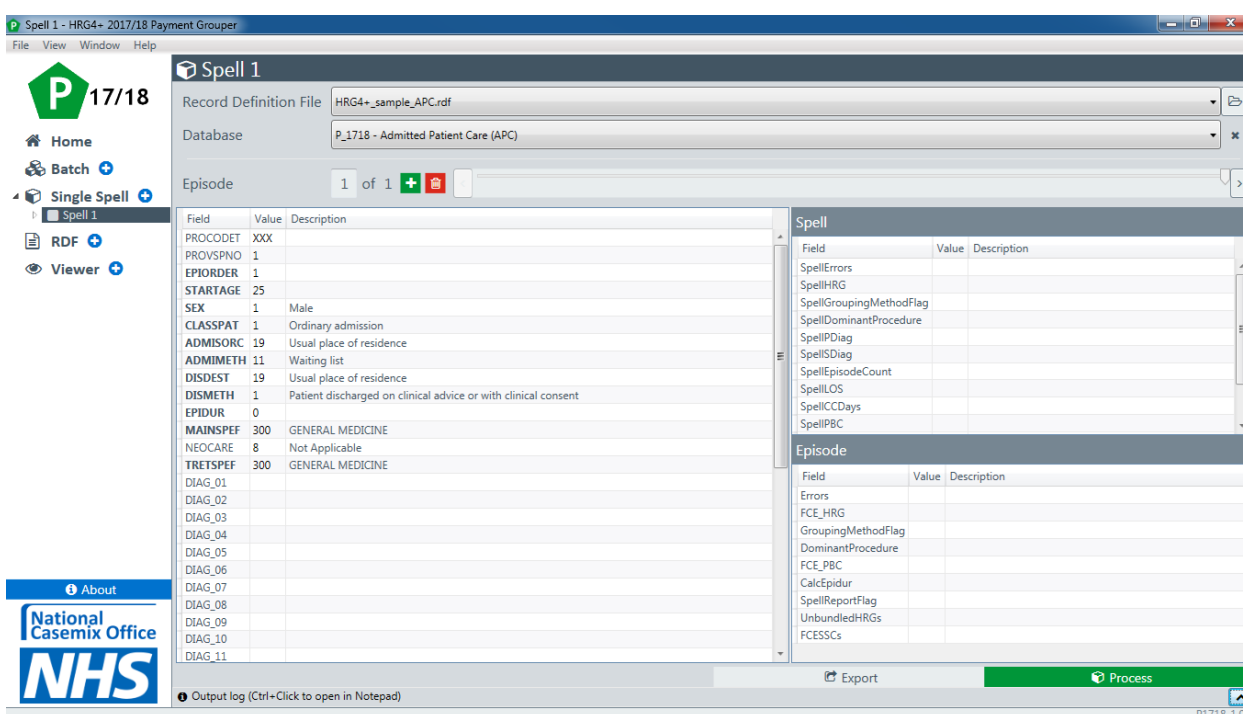 Spell 1 - HRG4+ 2017/18 Payment Grouper
File View Window Help
P 17/18
Home
Batch
Single Spell
Spell 1
RDF
Viewer
About
National
Casemix Office
NHS
Spell 1
Record Definition File HRG4+_sample_APC.rdf
Database P_1718 - Admitted Patient Care (APC)
Episode 1 of 1
Field Value Description
PROCODET XXX
PROVSPNO 1
EPIORDER 1
STARTAGE 25
SEX 1 Male
CLASSPAT 1 Ordinary admission
ADMISORC 19 Usual place of residence
ADMIMETH 11 Waiting list
DISDEST 19 Usual place of residence
DISMETH 1 Patient discharged on clinical advice or with clinical consent
EPIDUR 0
MAINSPEF 300 GENERAL MEDICINE
NEOCARE 8 Not Applicable
TRETSPEF 300 GENERAL MEDICINE
DIAG_01
DIAG_02
DIAG_03
DIAG_04
DIAG_05
DIAG_06
DIAG_07
DIAG_08
DIAG_09
DIAG_10
DIAG_11
Spell
Field Value Description
SpellErrors
SpellHRG
SpellGroupingMethodFlag
SpellDominantProcedure
SpellPDiag
SpellSDiag
SpellEpisodeCount
SpellLOS
SpellCCDays
SpellPBC
Episode
Field Value Description
Errors
FCE_HRG
GroupingMethodFlag
DominantProcedure
FCE_PBC
CalcEpidur
SpellReportFlag
UnbundledHRGs
FCESSCs
Export
Process
Output log (Ctrl+Click to open in Notepad)